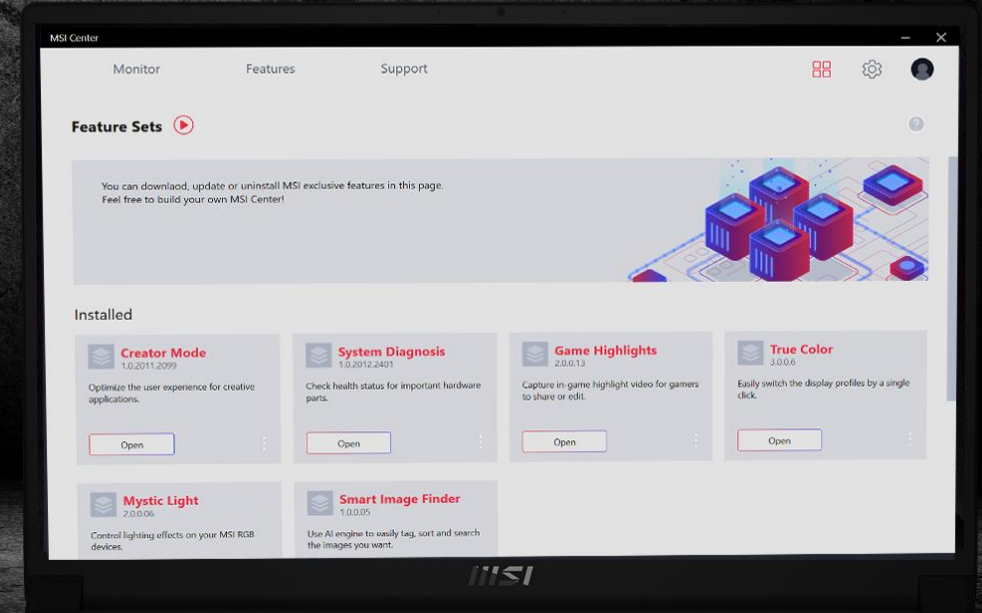 MSI Center
Monitor Features Support
Feature Sets
?
You can downlaod, update or uninstall MSI exclusive features in this page.
Feel free to build your own MSI Center!
Installed
Creator Mode
1.0.2011.2099
Optimize the user experience for creative
applications.
Open
System Diagnosis
1.0.2012.2401
Check health status for important hardware
parts.
Open
Game Highlights
2.0.0.13
Capture in-game highlight video for gamers
to share or edit.
Open
True Color
3.0.0.6
Easily switch the display profiles by a single
click.
Open
Mystic Light
2.0.0.06
Control lighting effects on your MSI RGB
devices.
Smart Image Finder
1.0.0.05
Use AI engine to easily tag, sort and search
the images you want.
msi